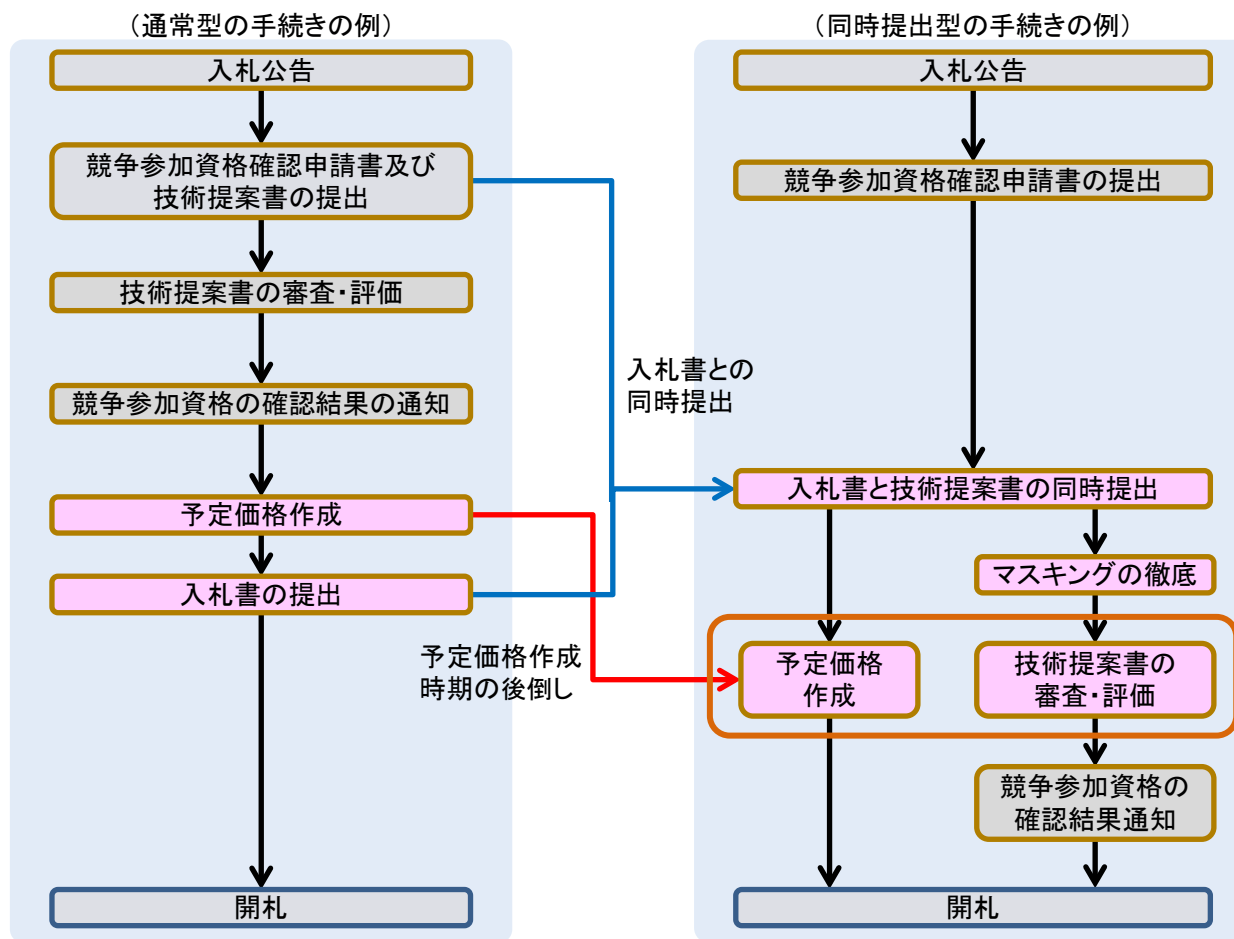 （通常型の手続きの例）
入札公告
競争参加資格確認申請書及び
技術提案書の提出
技術提案書の審査・評価
競争参加資格の確認結果の通知
予定価格作成
入札書の提出
開札
入札書との
同時提出
予定価格作成
時期の後倒し
（同時提出型の手続きの例）
入札公告
競争参加資格確認申請書の提出
入札書と技術提案書の同時提出
マスキングの徹底
予定価格
作成
技術提案書の
審査・評価
競争参加資格の
確認結果通知
開札